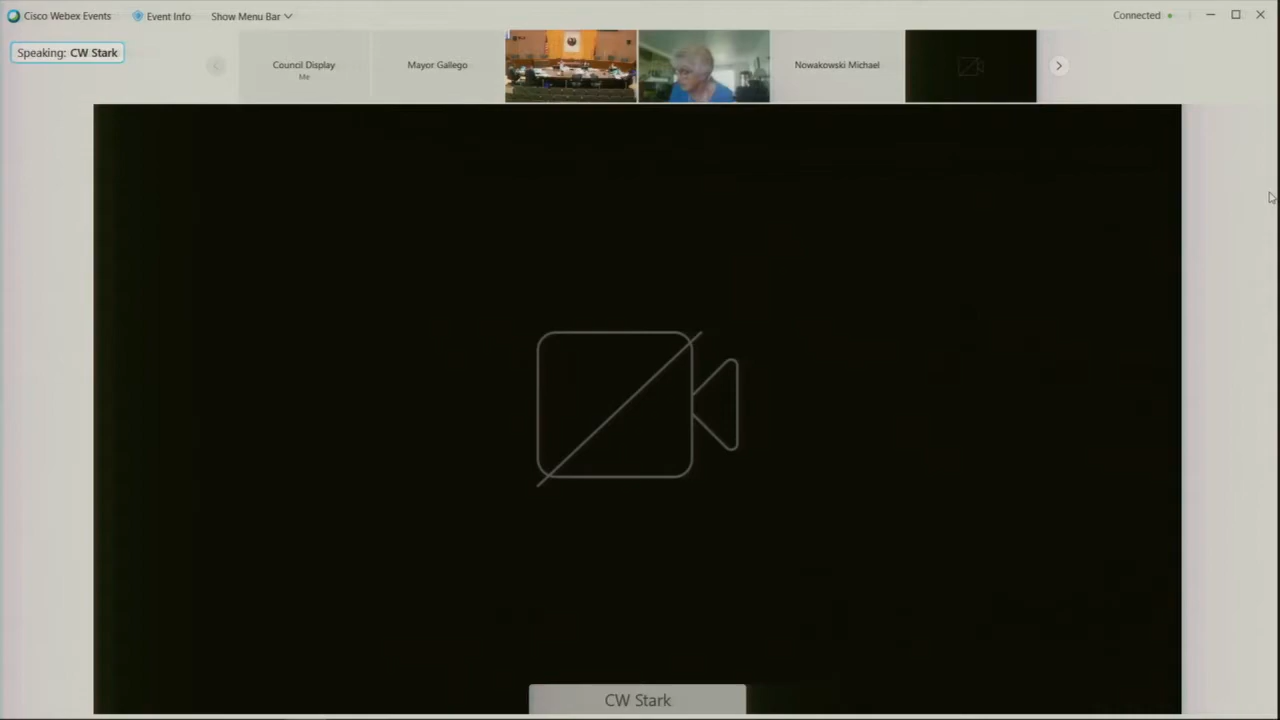 Cisco Webex Events
Event Info
Show Menu Bar
Connected
Speaking: CW Stark
Council Display
Me
Mayor Gallego
Nowakowski Michael
CW Stark